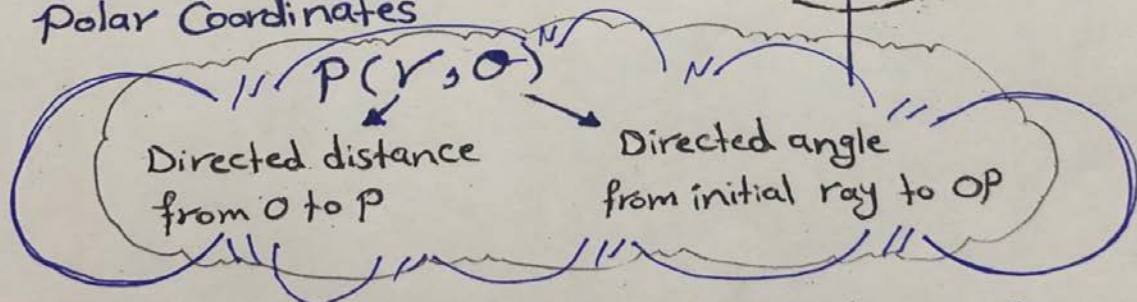 Polar Coordinates
P(r, θ)
Directed distance
from O to P
Directed angle
from initial ray to OP